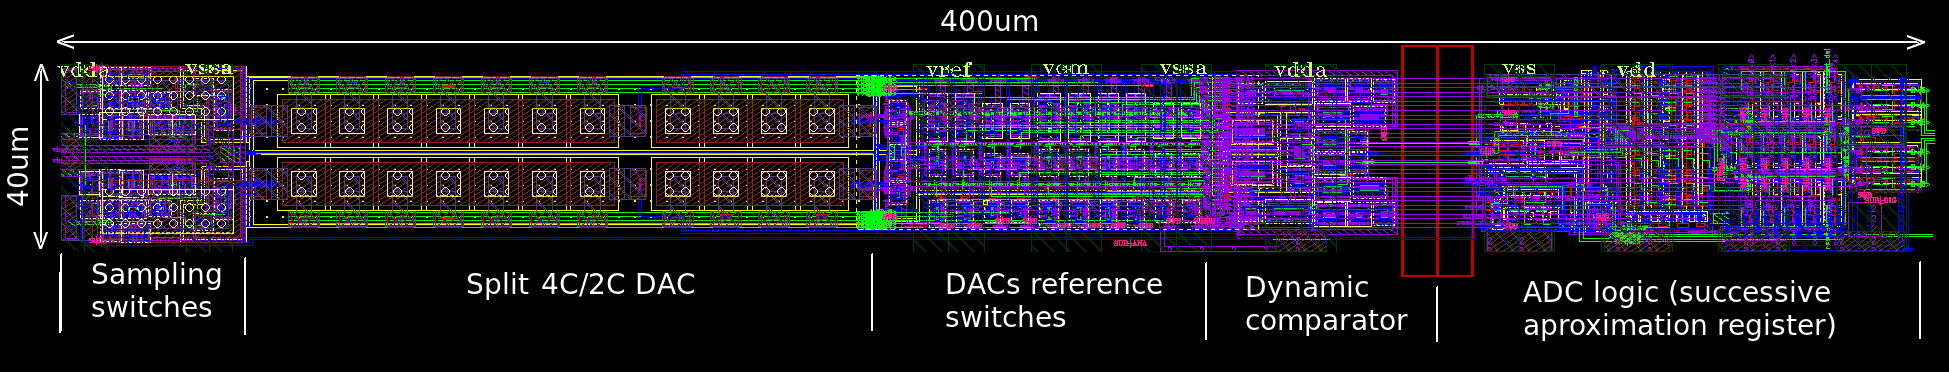 400um
40um
vdda
vssa
vref
vcm
vssa
vdda
vss
vdd
Sampling
switches
Split 4C/2C DAC
DACs reference
switches
Dynamic
comparator
ADC logic (successive
aproximation register)